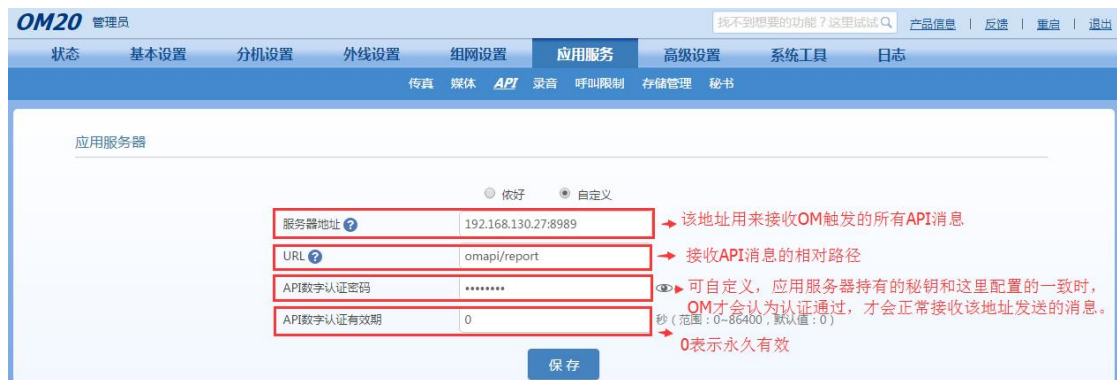 OM20 管理员 找不到想要的功能？这里试试 产品信息 | 反馈 | 重启 | 退出
状态 基本设置 分机设置 外线设置 组网设置 应用服务 高级设置 系统工具 日志
传真 媒体 API 录音 呼叫限制 存储管理 秘书
应用服务器
侬好 自定义
服务器地址 ? 192.168.130.27:8989 该地址用来接收OM触发的所有API消息
URL ? omapi/report 接收API消息的相对路径
API数字认证密码 •••••••• 可自定义，应用服务器持有的秘钥和这里配置的一致时，
OM才会认为认证通过，才会正常接收该地址发送的消息。
API数字认证有效期 0 秒（范围：0~86400，默认值：0）
0表示永久有效
保存